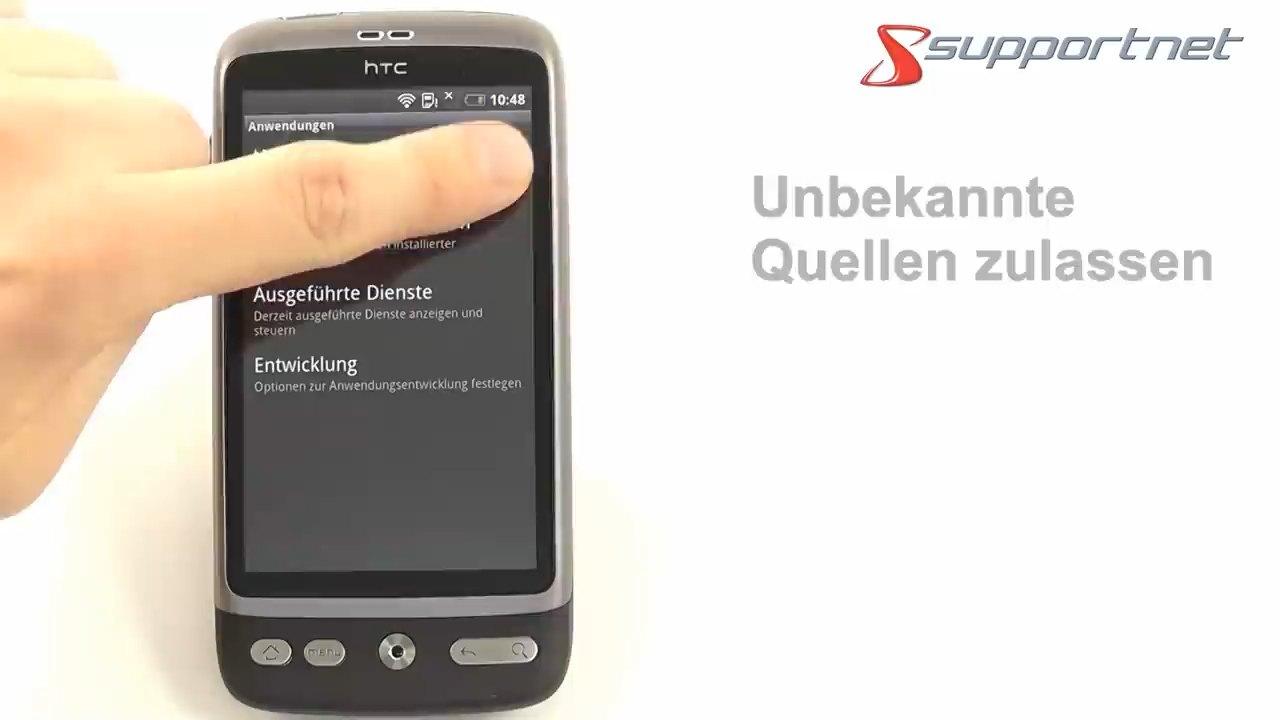 supportnet
hTC
10:48
Anwendungen
installierter
Ausgeführte Dienste
Derzeit ausgeführte Dienste anzeigen und
steuern
Entwicklung
Optionen zur Anwendungsentwicklung festlegen
menu
Unbekannte
Quellen zulassen